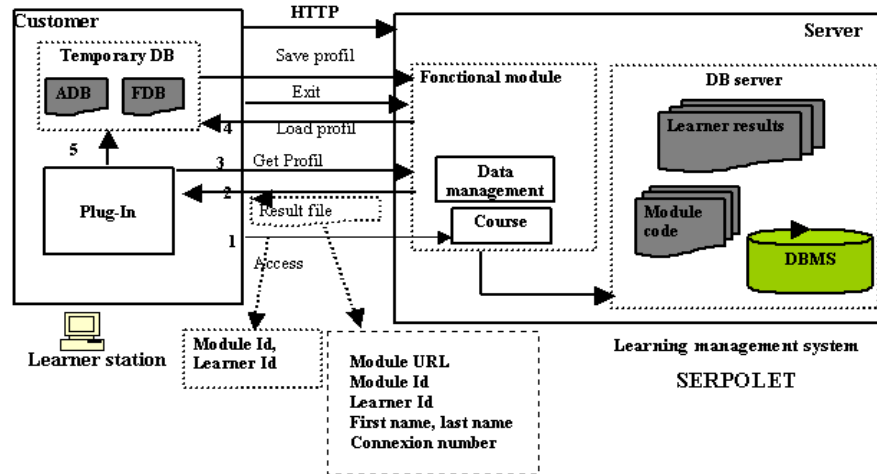 Customer
HTTP
Server
Temporary DB
ADB
FDB
Save profil
Exit
4
Load profil
Fonctional module
DB server
Learner results
5
3
Get Profil
2
Data
management
Plug-In
Result file
Module
code
1
Course
Access
DBMS
Learner station
Module Id,
Learner Id
Module URL
Module Id
Learner Id
First name, last name
Connexion number
Learning management system
SERPOLET